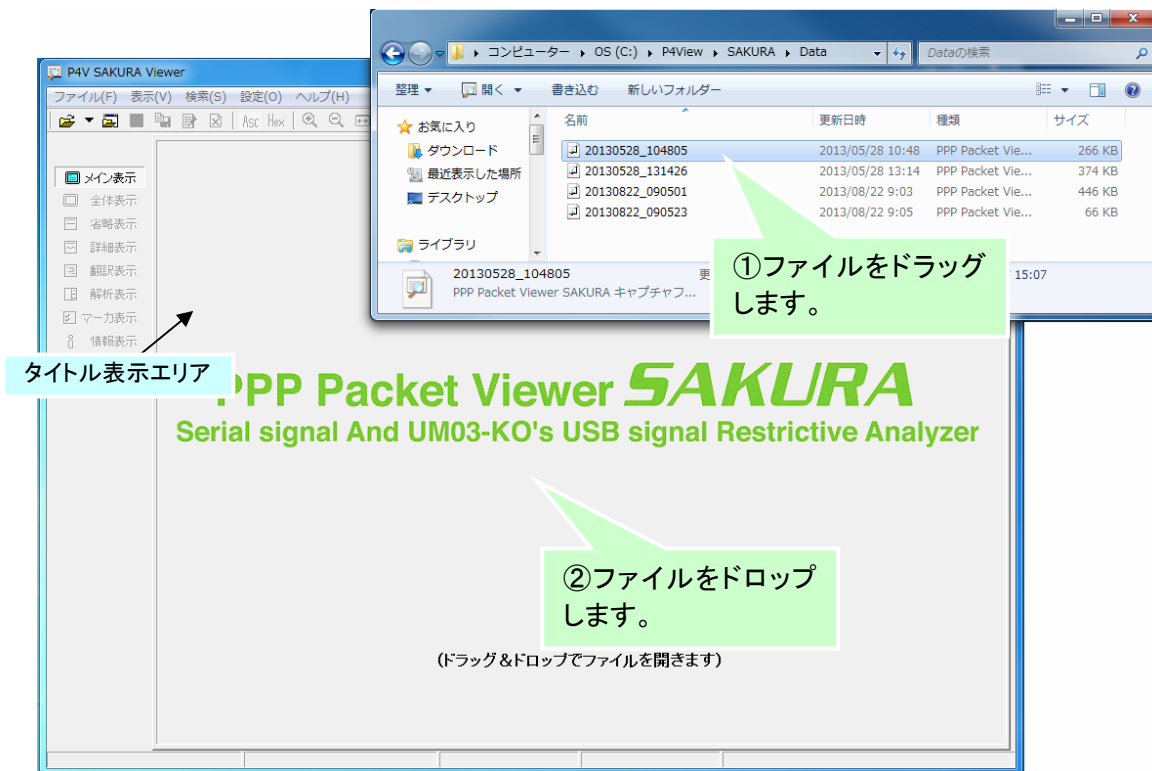 コンピューター ▸ OS (C:) ▸ P4View ▸ SAKURA ▸ Data
Dataの検索
整理 ▼ 開く ▼ 書き込む 新しいフォルダー
お気に入り
ダウンロード
最近表示した場所
デスクトップ
ライブラリ
名前 更新日時 種類 サイズ
20130528_104805 2013/05/28 10:48 PPP Packet Vie... 266 KB
20130528_131426 2013/05/28 13:14 PPP Packet Vie... 374 KB
20130822_090501 2013/08/22 9:03 PPP Packet Vie... 446 KB
20130822_090523 2013/08/22 9:05 PPP Packet Vie... 66 KB
20130528_104805 更 15:07
PPP Packet Viewer SAKURA キャプチャフ...
①ファイルをドラッグ
します。
P4V SAKURA Viewer
ファイル(F) 表示(V) 検索(S) 設定(O) ヘルプ(H)
Asc Hex
メイン表示
全体表示
省略表示
詳細表示
翻訳表示
解析表示
マーカ表示
情報表示
タイトル表示エリア
PPP Packet Viewer SAKURA
Serial signal And UM03-KO's USB signal Restrictive Analyzer
②ファイルをドロップ
します。
(ドラッグ&ドロップでファイルを開きます)